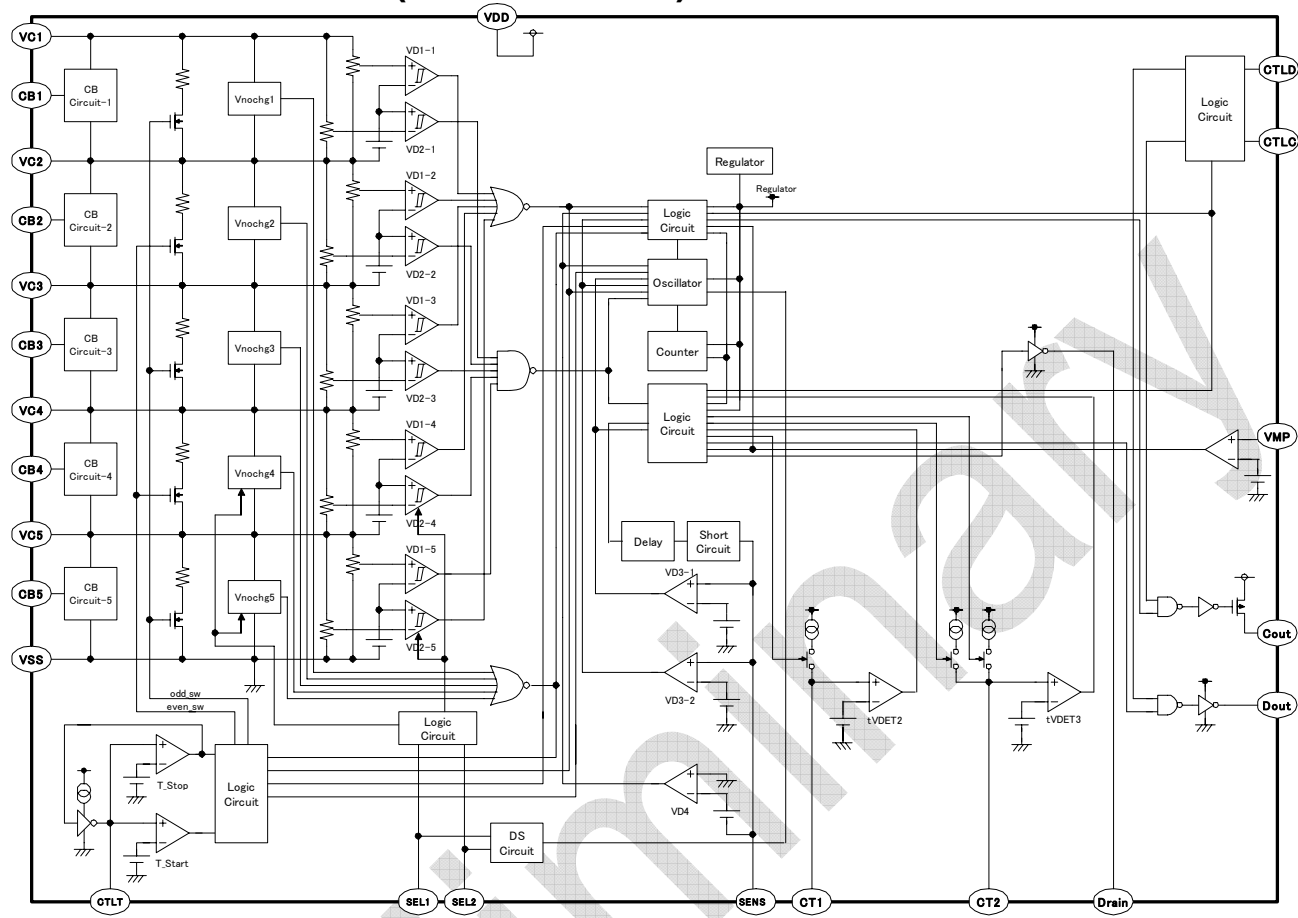 VDD
VC1
CB1
CB
Circuit-1
Vnochg1
VD1-1
VD2-1
Logic
Circuit
CTLD
CTLC
VC2
CB2
CB
Circuit-2
Vnochg2
VD1-2
VD2-2
Regulator
Regulator
Logic
Circuit
Oscillator
Counter
Logic
Circuit
VC3
CB3
CB
Circuit-3
Vnochg3
VD1-3
VD2-3
VC4
CB4
CB
Circuit-4
Vnochg4
VD1-4
VD2-4
VMP
VC5
CB5
CB
Circuit-5
Vnochg5
VD1-5
VD2-5
Delay
Short
Circuit
VD3-1
VD3-2
VD4
tVDET2
tVDET3
Cout
Dout
VSS
odd_sw
even_sw
T_Stop
T_Start
Logic
Circuit
Logic
Circuit
DS
Circuit
CTLT
SEL1
SEL2
SENS
CT1
CT2
Drain